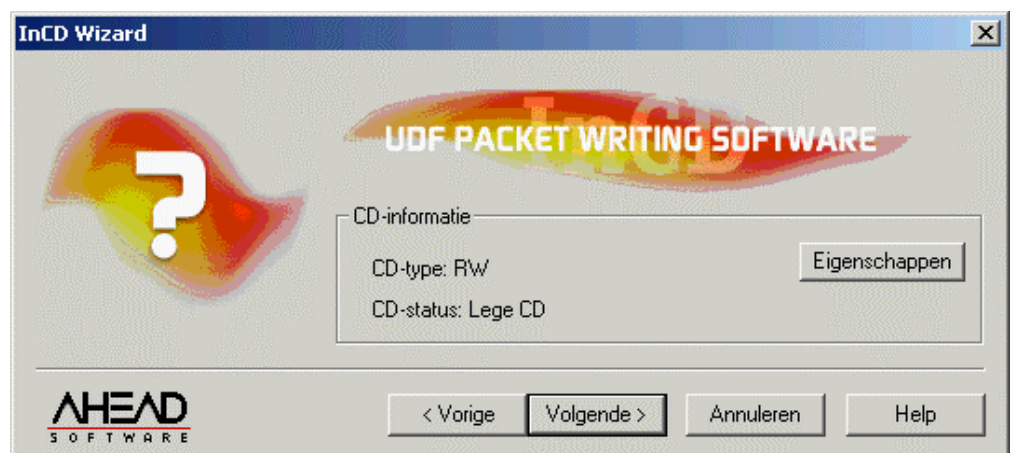 InCD Wizard
InCD
UDF PACKET WRITING SOFTWARE
?
CD-informatie
CD-type: RW
Eigenschappen
CD-status: Lege CD
AHEAD
SOFTWARE
< Vorige
Volgende >
Annuleren
Help